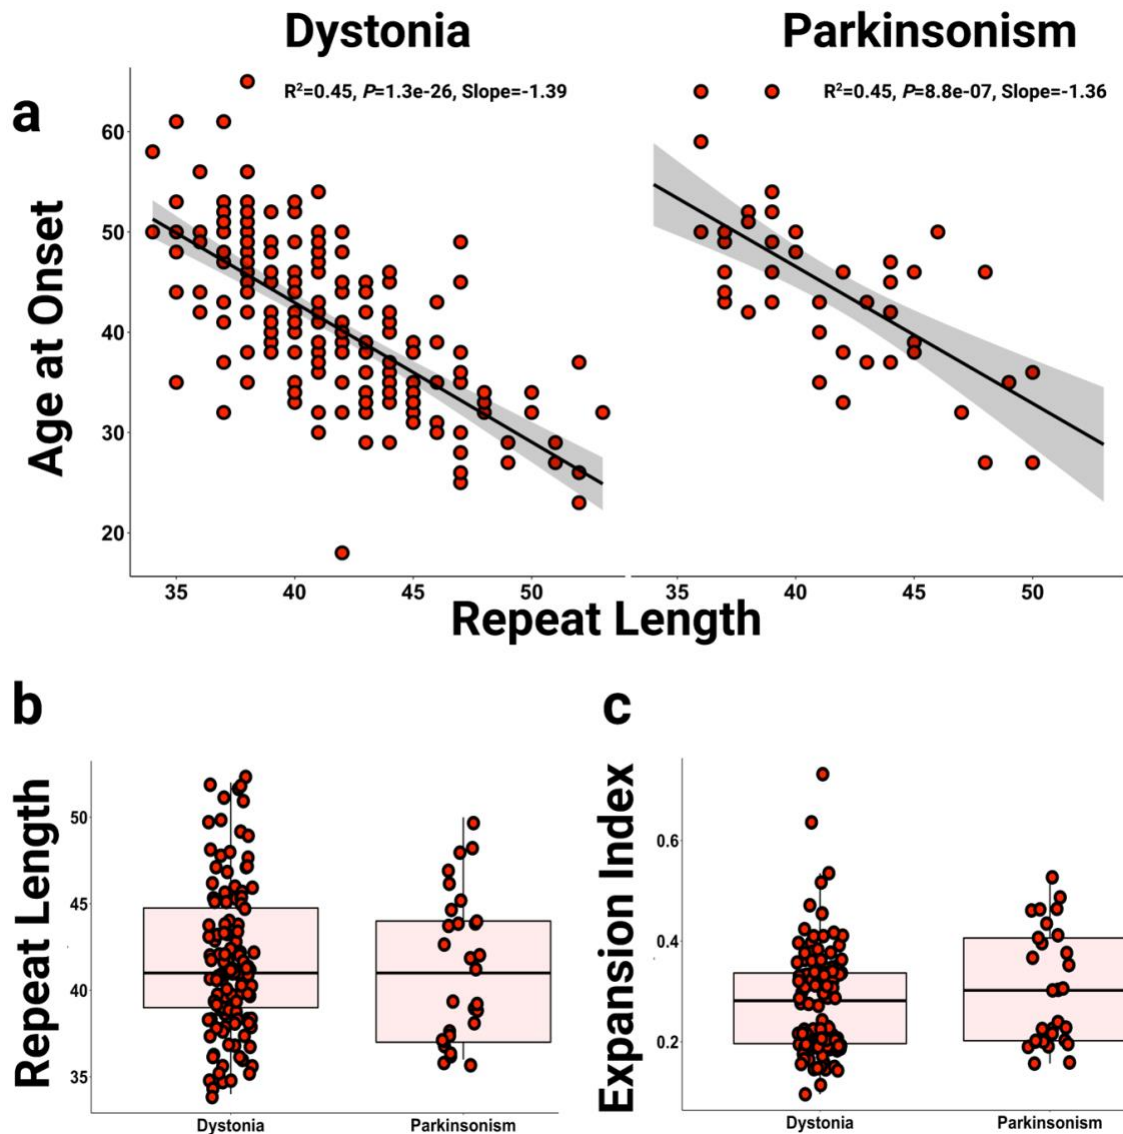 Dystonia
Parkinsonism
a
R²=0.45, P=1.3e-26, Slope=-1.39
R²=0.45, P=8.8e-07, Slope=-1.36
Age at Onset
60
50
40
30
20
35 40 45 50
35 40 45 50
Repeat Length
b
Repeat Length
50
45
40
35
Dystonia
Parkinsonism
c
Expansion Index
0.6
0.4
0.2
Dystonia
Parkinsonism